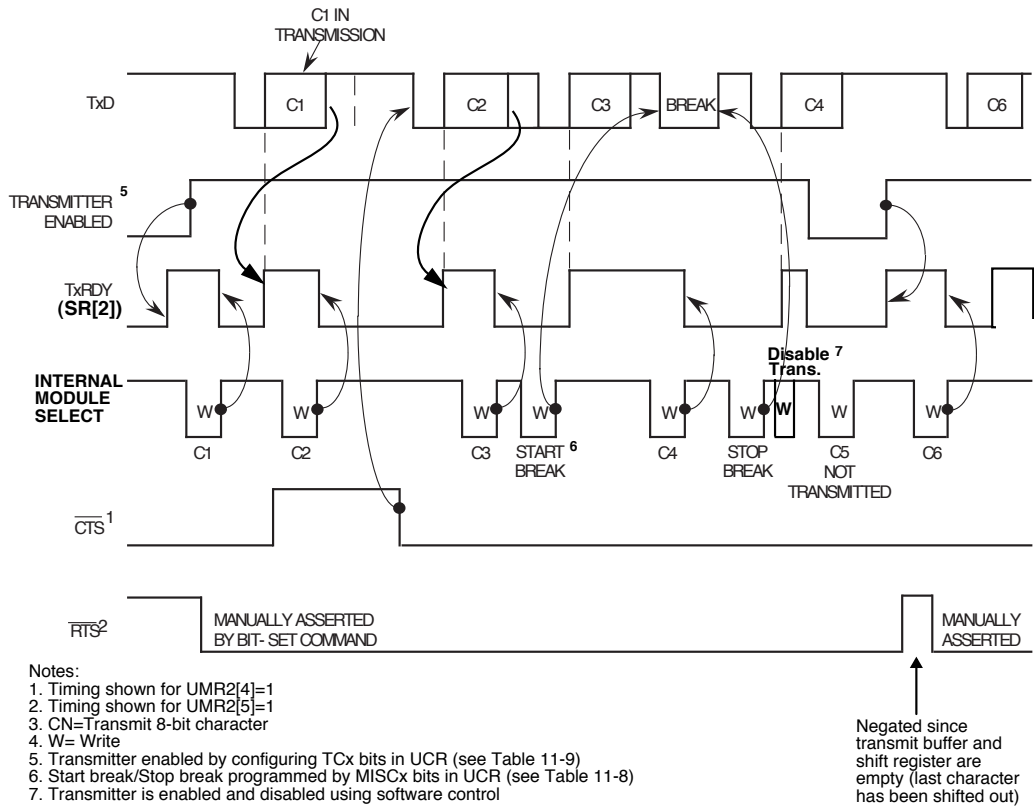 C1 IN
TRANSMISSION
TxD
C1
C2
C3
BREAK
C4
C6
TRANSMITTER 5
ENABLED
TxRDY
(SR[2])
Disable 7
Trans.
INTERNAL
MODULE
SELECT
W W W W W W W W W
C1 C2 C3 START 6 C4 STOP C5 C6
BREAK BREAK NOT
TRANSMITTED
CTS 1
RTS2
MANUALLY ASSERTED
BY BIT- SET COMMAND
MANUALLY
ASSERTED
Notes:
1. Timing shown for UMR2[4]=1
2. Timing shown for UMR2[5]=1
3. CN=Transmit 8-bit character
4. W= Write
5. Transmitter enabled by configuring TCx bits in UCR (see Table 11-9)
6. Start break/Stop break programmed by MISCx bits in UCR (see Table 11-8)
7. Transmitter is enabled and disabled using software control
Negated since
transmit buffer and
shift register are
empty (last character
has been shifted out)